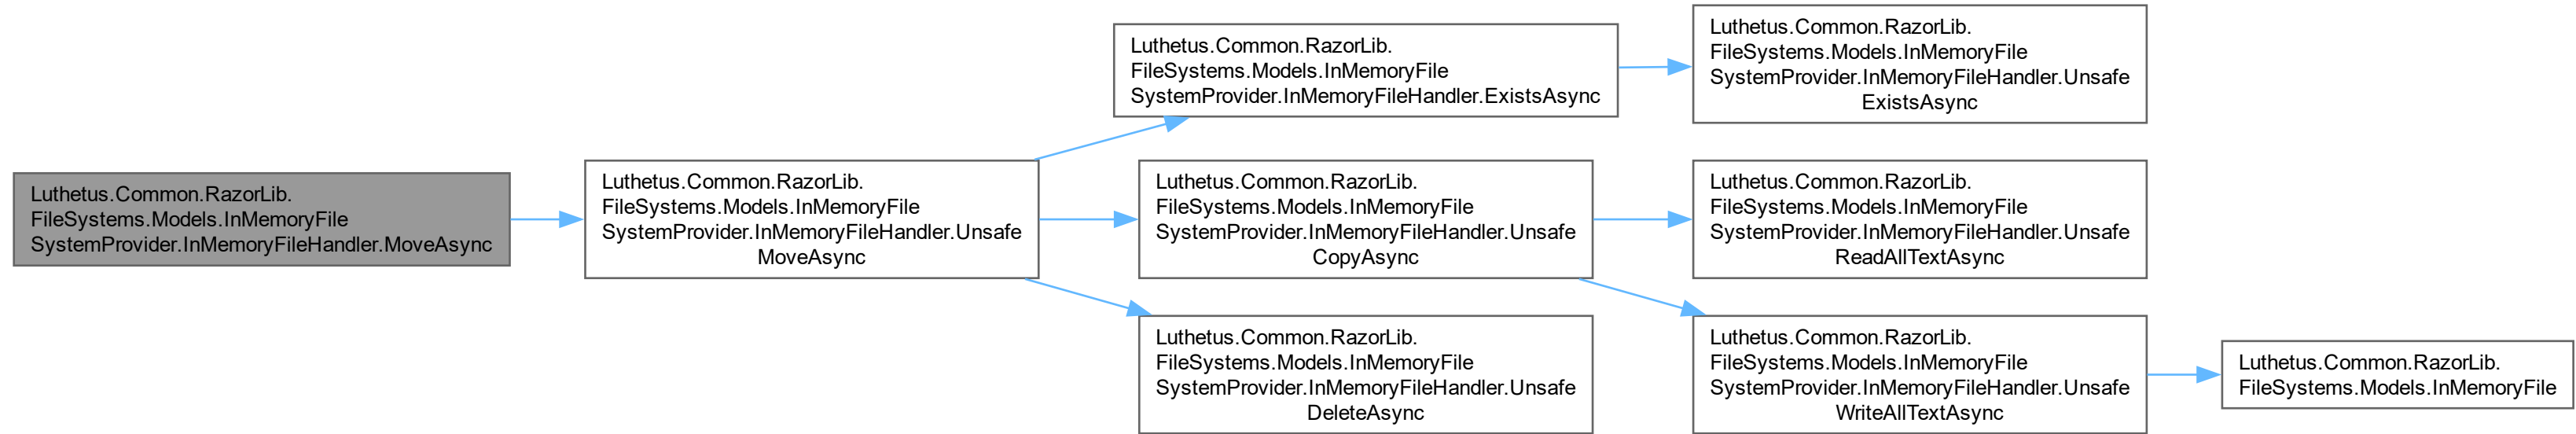 Luthetus.Common.RazorLib.
FileSystems.Models.InMemoryFile
SystemProvider.InMemoryFileHandler.MoveAsync
Luthetus.Common.RazorLib.
FileSystems.Models.InMemoryFile
SystemProvider.InMemoryFileHandler.Unsafe
MoveAsync
Luthetus.Common.RazorLib.
FileSystems.Models.InMemoryFile
SystemProvider.InMemoryFileHandler.ExistsAsync
Luthetus.Common.RazorLib.
FileSystems.Models.InMemoryFile
SystemProvider.InMemoryFileHandler.Unsafe
ExistsAsync
Luthetus.Common.RazorLib.
FileSystems.Models.InMemoryFile
SystemProvider.InMemoryFileHandler.Unsafe
CopyAsync
Luthetus.Common.RazorLib.
FileSystems.Models.InMemoryFile
SystemProvider.InMemoryFileHandler.Unsafe
ReadAllTextAsync
Luthetus.Common.RazorLib.
FileSystems.Models.InMemoryFile
SystemProvider.InMemoryFileHandler.Unsafe
DeleteAsync
Luthetus.Common.RazorLib.
FileSystems.Models.InMemoryFile
SystemProvider.InMemoryFileHandler.Unsafe
WriteAllTextAsync
Luthetus.Common.RazorLib.
FileSystems.Models.InMemoryFile